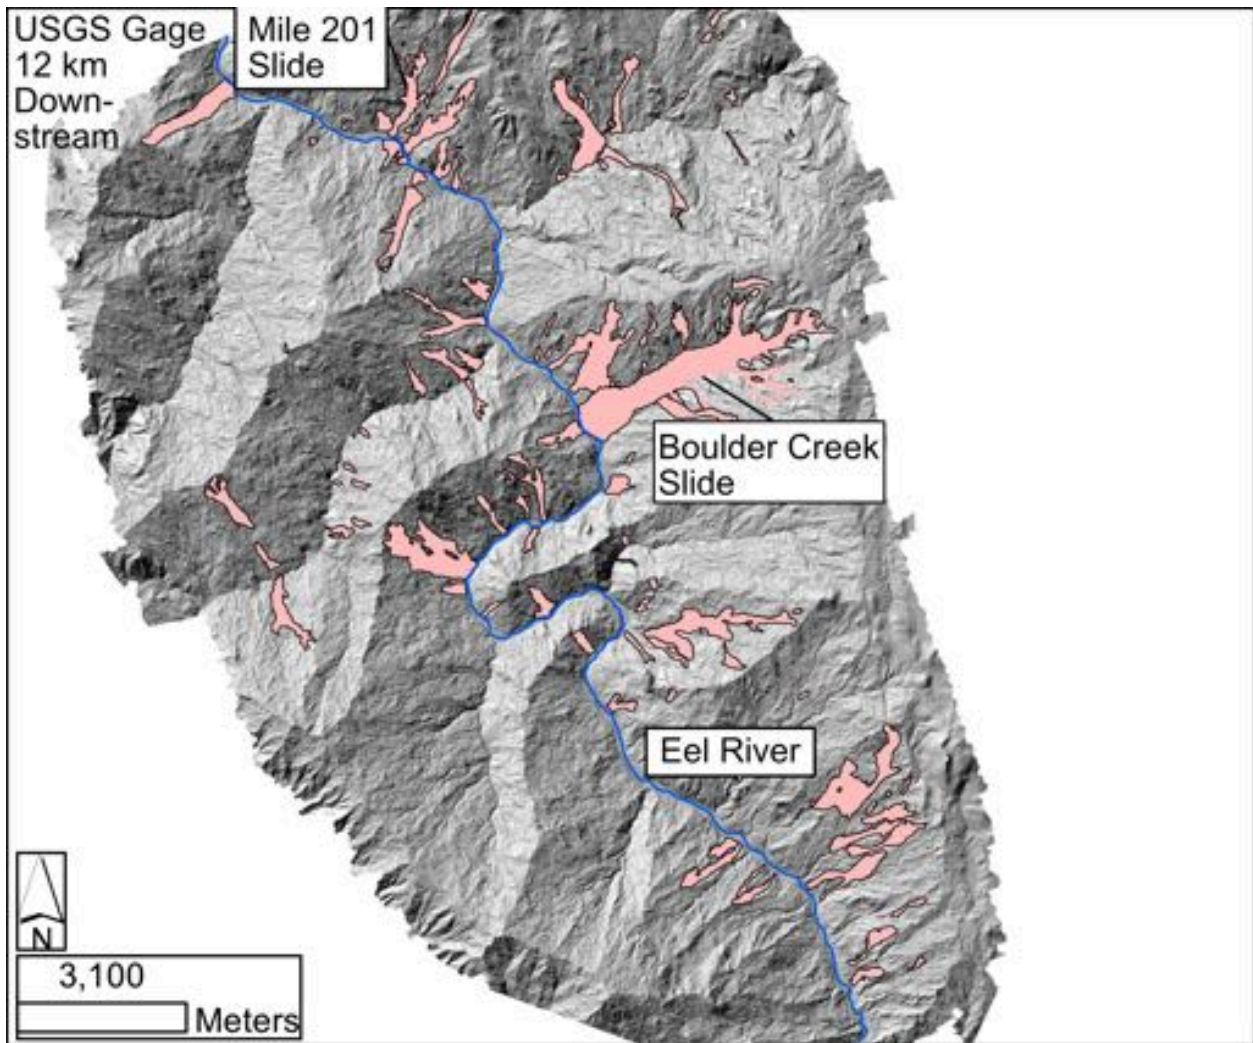 USGS Gage
12 km
Down-
stream
Mile 201
Slide
Boulder Creek
Slide
Eel River
N
3,100
Meters